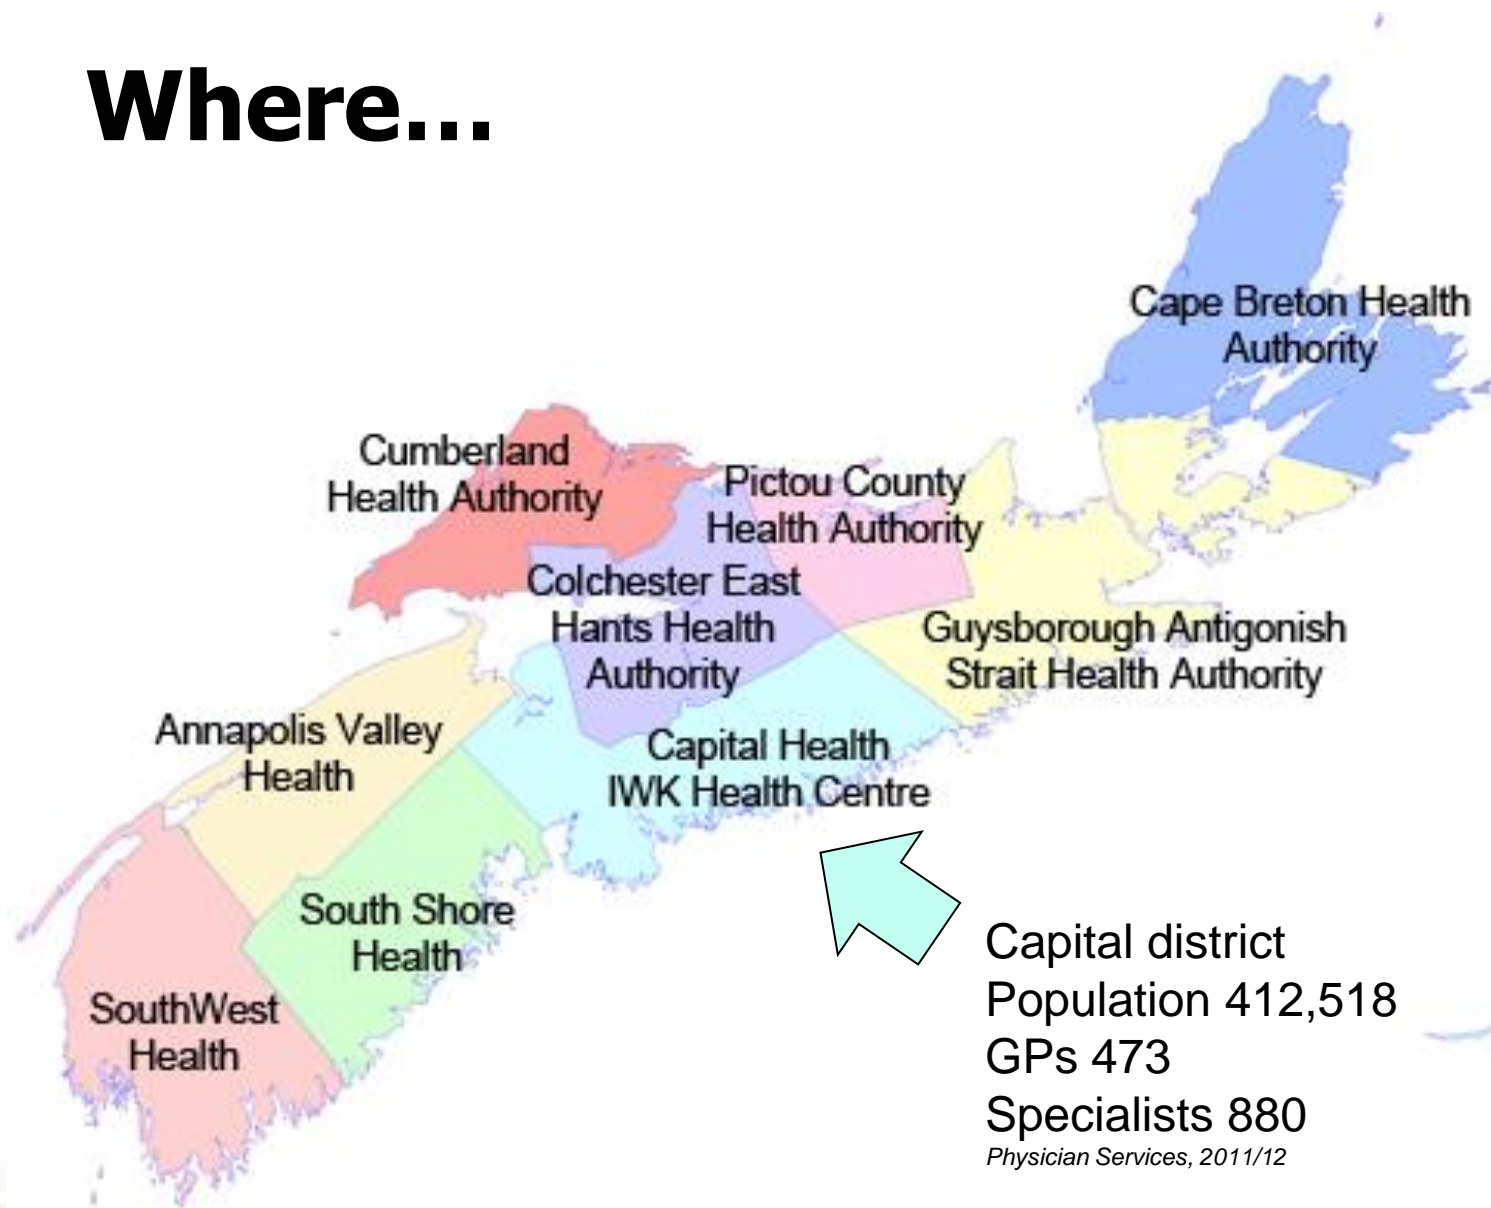 Where...
Cape Breton Health
Authority
Cumberland
Health Authority
Pictou County
Health Authority
Colchester East
Hants Health
Authority
Guysborough Antigonish
Strait Health Authority
Annapolis Valley
Health
Capital Health
IWK Health Centre
South Shore
Health
SouthWest
Health
Capital district
Population 412,518
GPs 473
Specialists 880
Physician Services, 2011/12